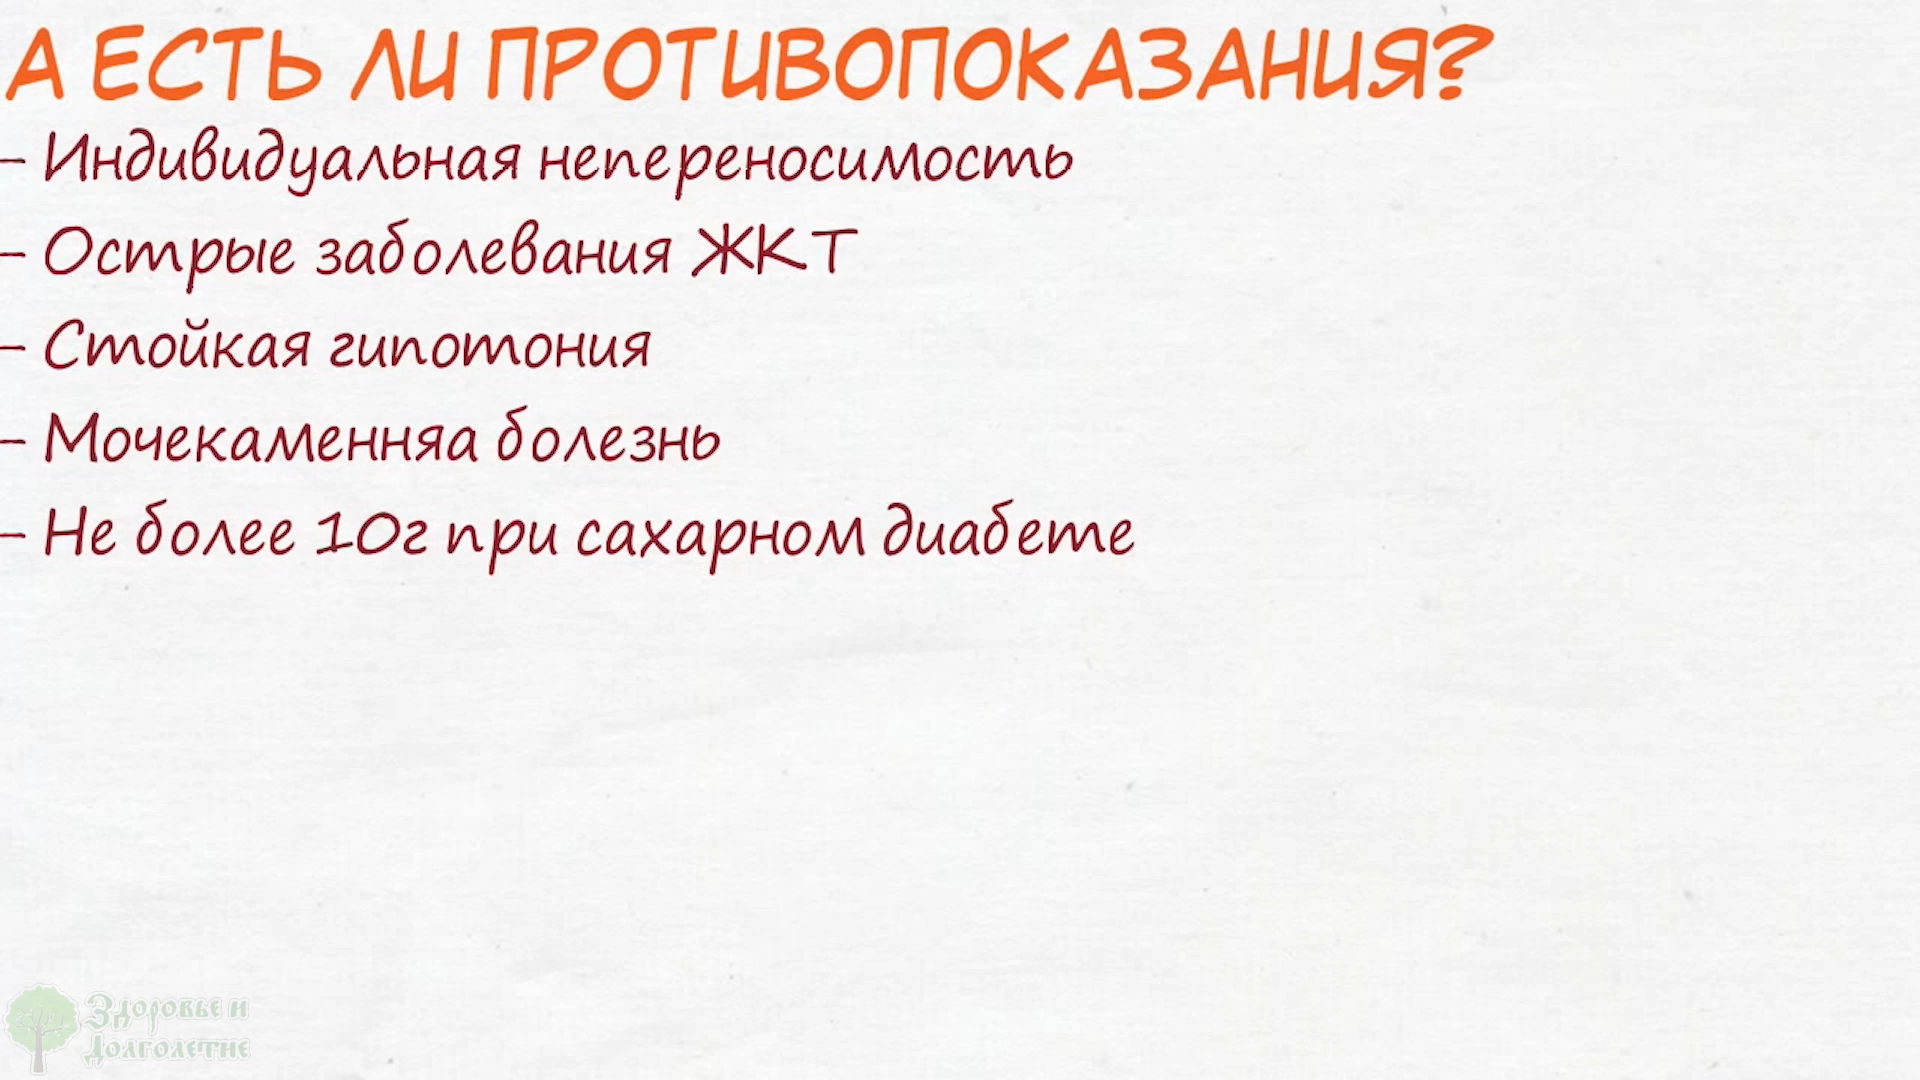 А ЕСТЬ ЛИ ПРОТИВОПОКАЗАНИЯ?
- Индивидуальная непереносимость
- Острые заболевания ЖКТ
- Стойкая гипотония
- Мочекаменняа болезнь
- Не более 10г при сахарном диабете
Здоровье и
Долголетие